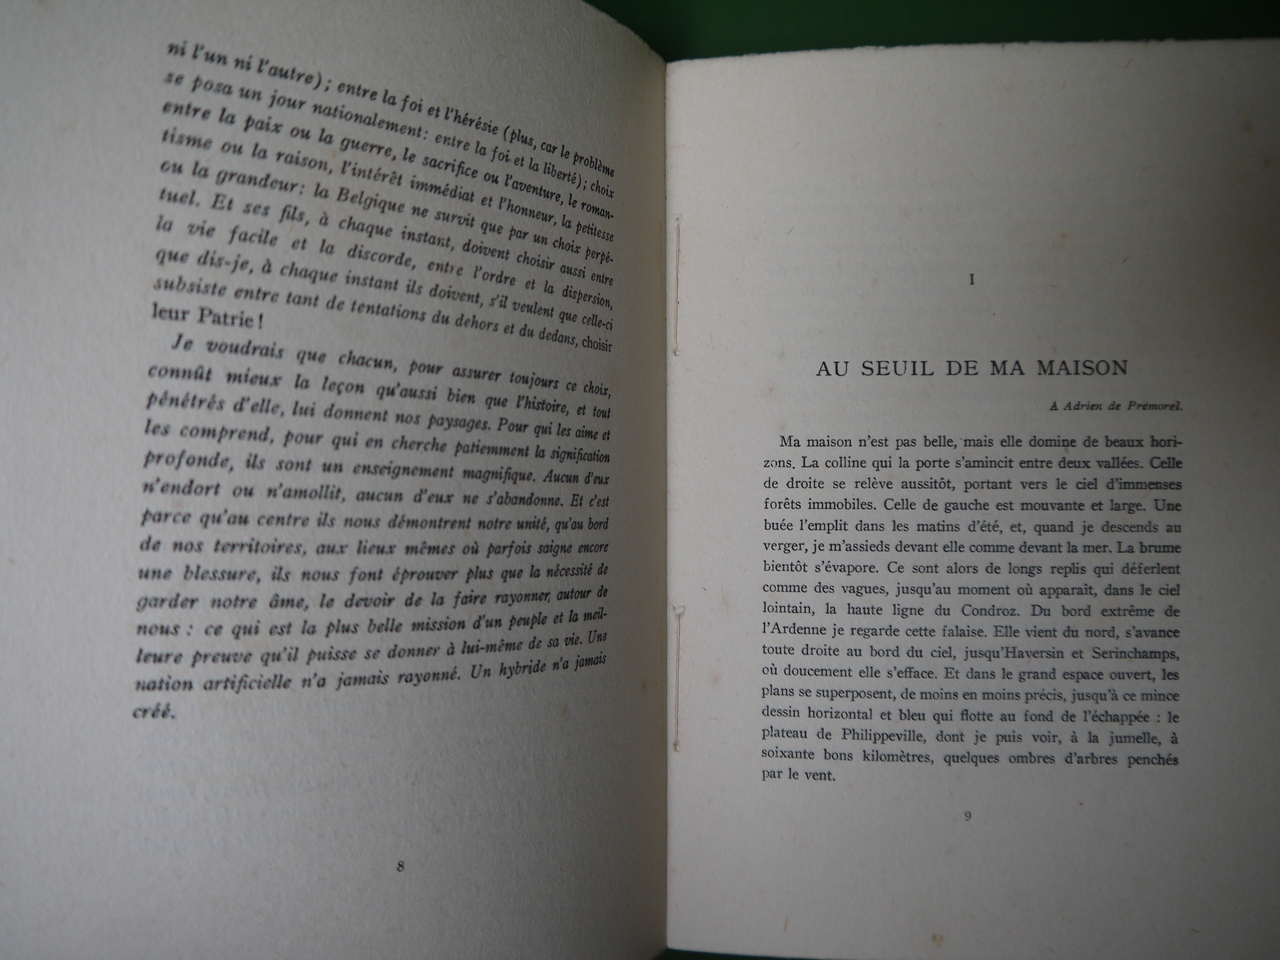 ni l'un ni l'autre) ; entre la foi et l'hérésie (plus, car le problème
se posa un jour nationalement : entre la foi et la liberté) ; choix
entre la paix ou la guerre, le sacrifice ou l'aventure, le roman-
tisme ou la raison, l'intérêt immédiat et l'honneur, la petitesse
ou la grandeur : la Belgique ne survit que par un choix perpé-
tuel. Et ses fils, à chaque instant, doivent choisir aussi entre
la vie facile et la discorde, entre l'ordre et la dispersion,
que dis-je, à chaque instant ils doivent, s'il veulent que celle-ci
subsiste entre tant de tentations du dehors et du dedans, choisir
leur Patrie !
Je voudrais que chacun, pour assurer toujours ce choix,
connût mieux la leçon qu'aussi bien que l'histoire, et tout
pénétrés d'elle, lui donnent nos paysages. Pour qui les aime et
les comprend, pour qui en cherche patiemment la signification
profonde, ils sont un enseignement magnifique. Aucun d'eux
n'endort ou n'amollit, aucun d'eux ne s'abandonne. Et c'est
parce qu'au centre ils nous démontrent notre unité, qu'au bord
de nos territoires, aux lieux mêmes où parfois saigne encore
une blessure, ils nous font éprouver plus que la nécessité de
garder notre âme, le devoir de la faire rayonner, autour de
nous : ce qui est la plus belle mission d'un peuple et la meil-
leure preuve qu'il puisse se donner à lui-même de sa vie. Une
nation artificielle n'a jamais rayonné. Un hybride n'a jamais
créé.
8
I
AU SEUIL DE MA MAISON
A Adrien de Prémorel.
Ma maison n'est pas belle, mais elle domine de beaux hori-
zons. La colline qui la porte s'amincit entre deux vallées. Celle
de droite se relève aussitôt, portant vers le ciel d'immenses
forêts immobiles. Celle de gauche est mouvante et large. Une
buée l'emplit dans les matins d'été, et, quand je descends au
verger, je m'assieds devant elle comme devant la mer. La brume
bientôt s'évapore. Ce sont alors de longs replis qui déferlent
comme des vagues, jusqu'au moment où apparaît, dans le ciel
lointain, la haute ligne du Condroz. Du bord extrême de
l'Ardenne je regarde cette falaise. Elle vient du nord, s'avance
toute droite au bord du ciel, jusqu'Haversin et Serinchamps,
où doucement elle s'efface. Et dans le grand espace ouvert, les
plans se superposent, de moins en moins précis, jusqu'à ce mince
dessin horizontal et bleu qui flotte au fond de l'échappée : le
plateau de Philippeville, dont je puis voir, à la jumelle, à
soixante bons kilomètres, quelques ombres d'arbres penchés
par le vent.
9